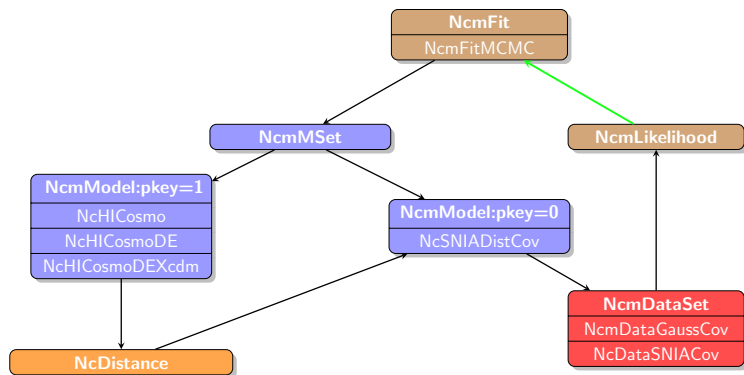 NcmFit
NcmFitMCMC
NcmMSet
NcmLikelihood
NcmModel:pkey=1
NcHICosmo
NcHICosmoDE
NcHICosmoDEXcdm
NcmModel:pkey=0
NcSNIADistCov
NcmDataSet
NcmDataGaussCov
NcDataSNIACov
NcDistance